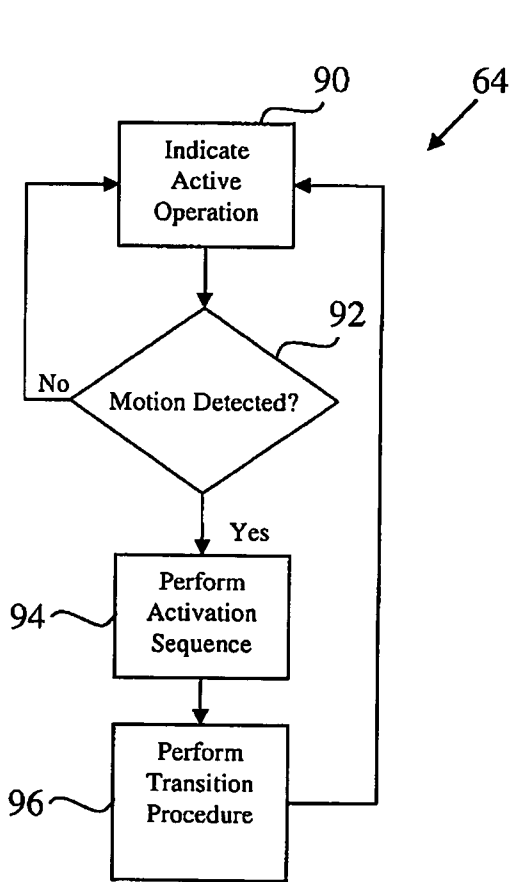 90
64
Indicate
Active
Operation
92
No
Motion Detected?
Yes
94
Perform
Activation
Sequence
96
Perform
Transition
Procedure